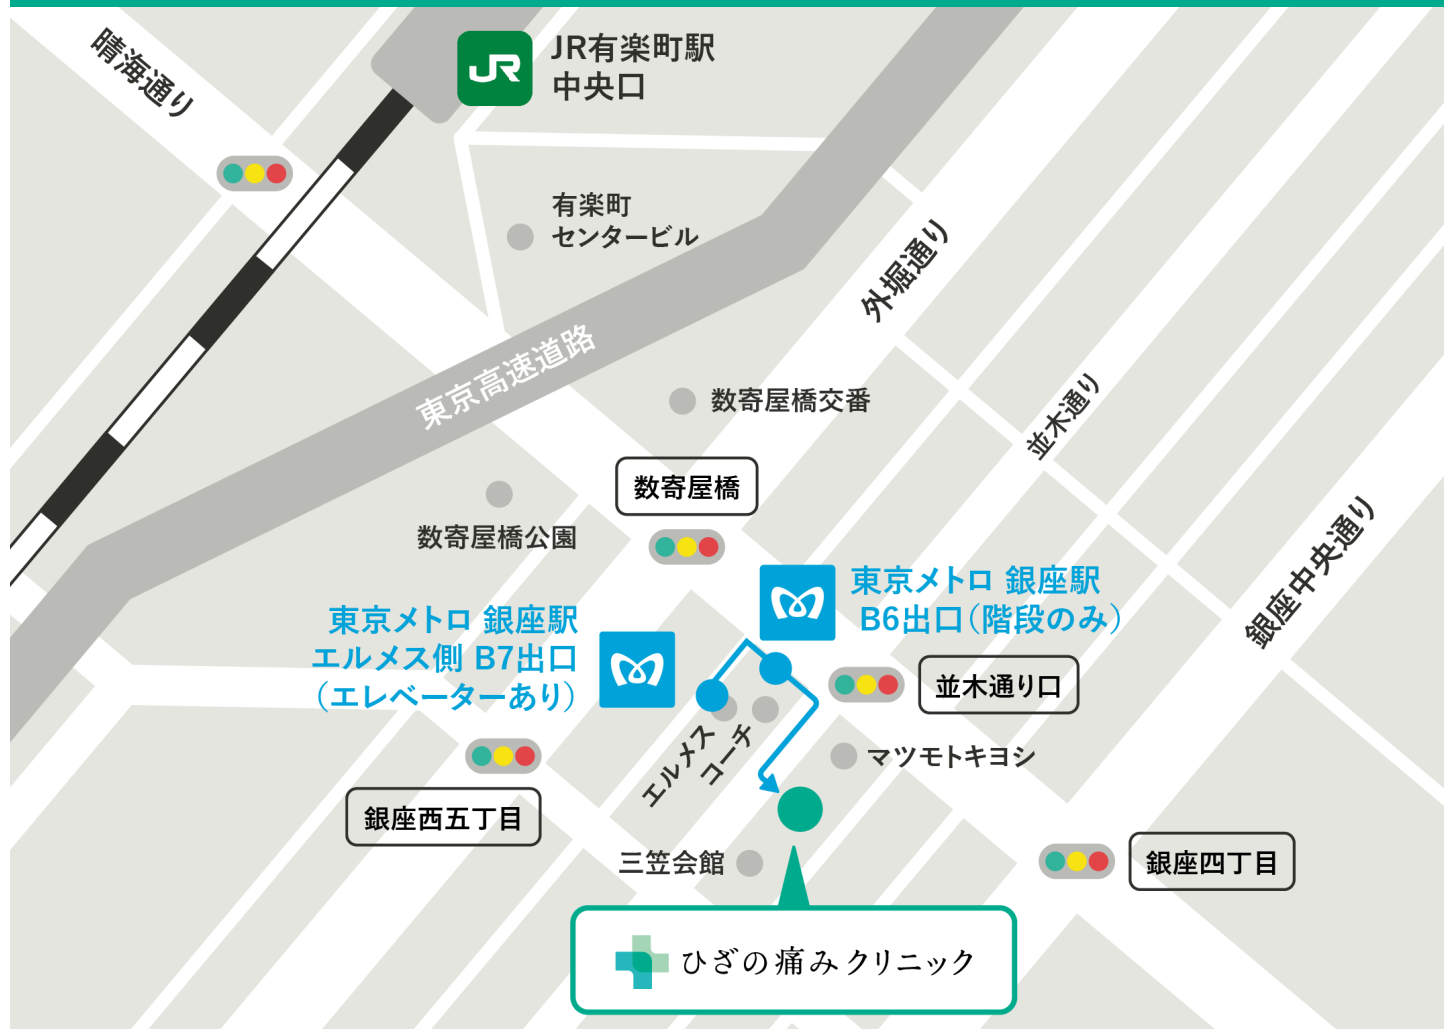 晴海通り
JR
JR有楽町駅
中央口
有楽町
センタービル
外堀通り
東京高速道路
数寄屋橋交番
並木通り
数寄屋橋
数寄屋橋公園
銀座中央通り
東京メトロ 銀座駅
B6出口(階段のみ)
東京メトロ 銀座駅
エルメス側 B7出口
(エレベーターあり)
並木通り口
エルメス
コーチ
マツモトキヨシ
銀座西五丁目
三笠会館
銀座四丁目
ひざの痛みクリニック